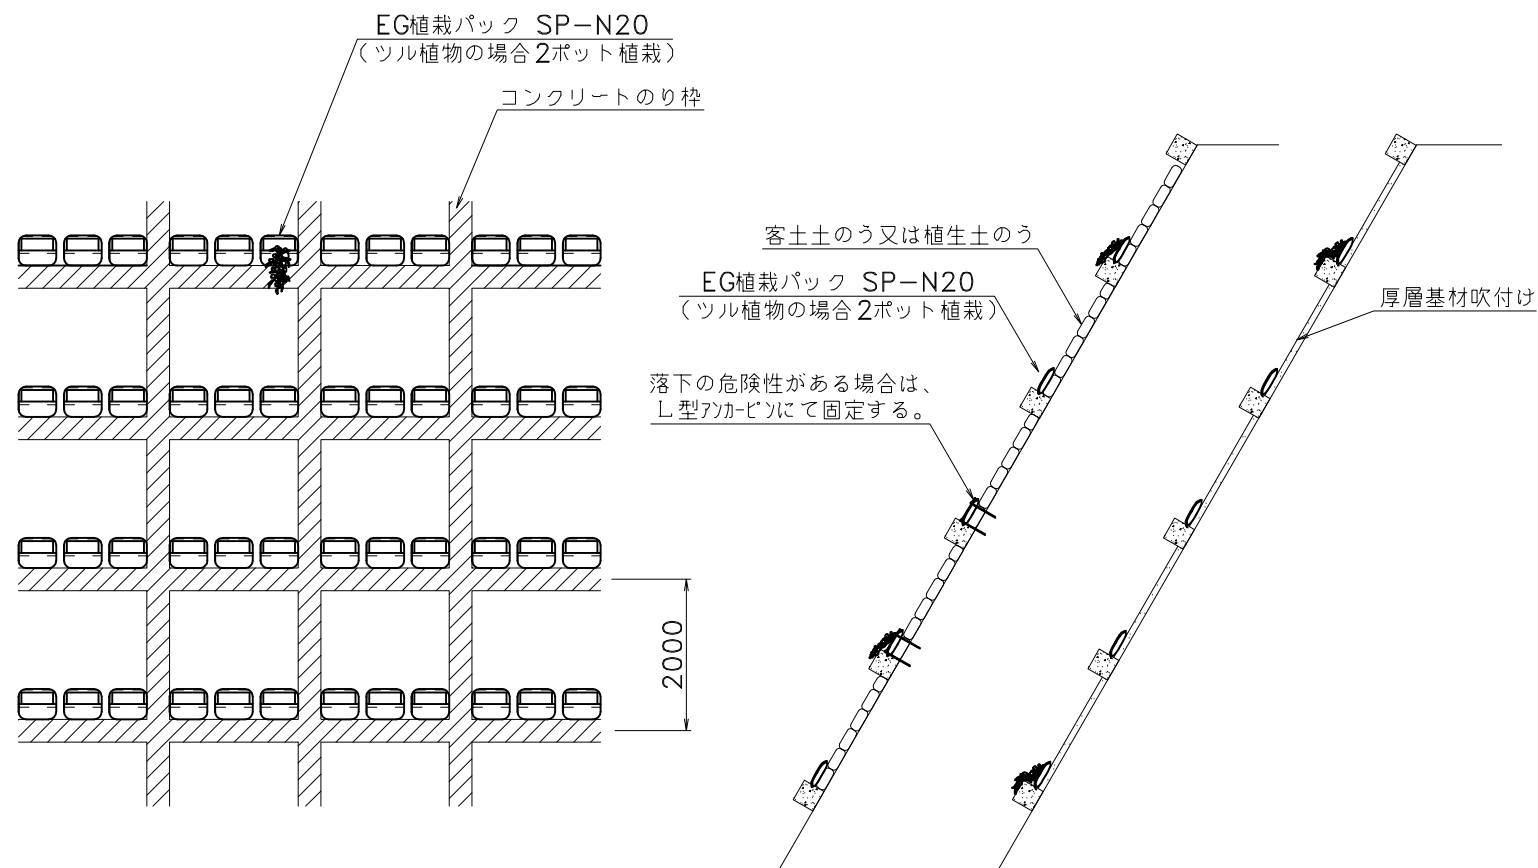 EG植栽パック SP-N20
(ツル植物の場合2ポット植栽)
コンクリートのり枠
客土土のう又は植生土のう
EG植栽パック SP-N20
(ツル植物の場合2ポット植栽)
厚層基材吹付け
落下の危険性がある場合は、
L型アンカーピンにて固定する。
2000